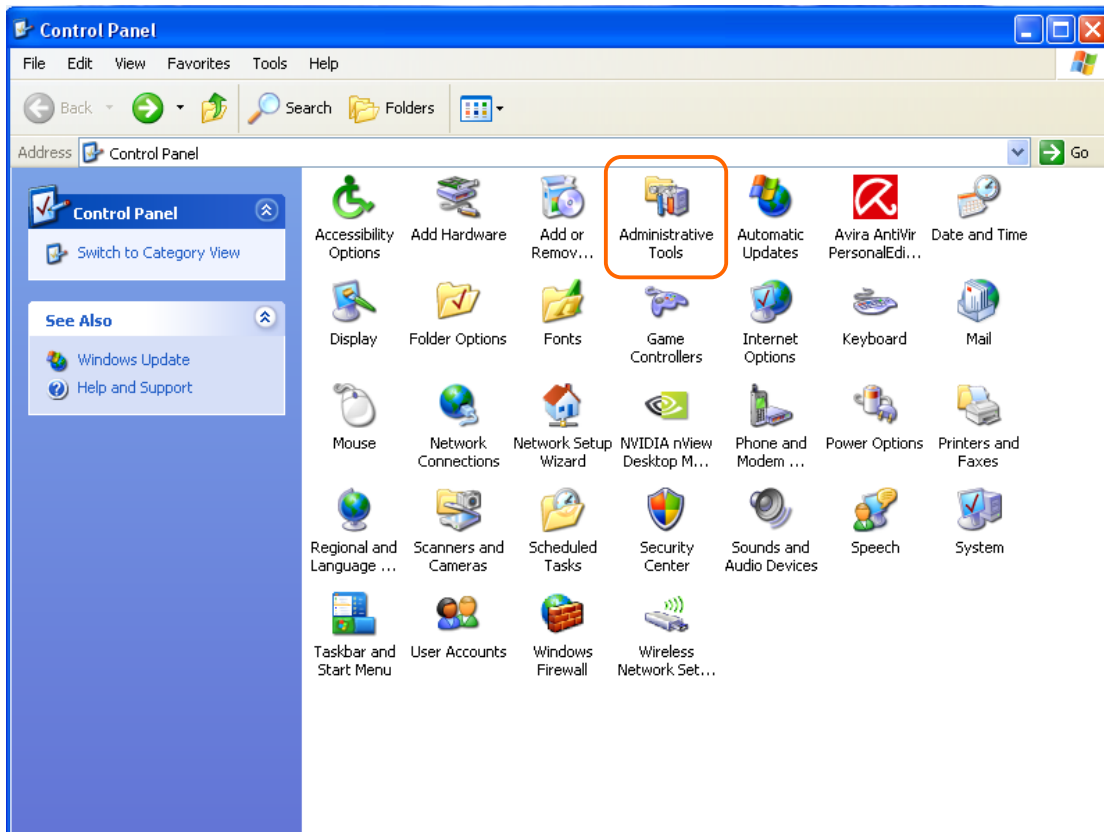 Control Panel
File Edit View Favorites Tools Help
Back Search Folders
Address Control Panel Go
Control Panel
Switch to Category View
See Also
Windows Update
Help and Support
Accessibility Options
Add Hardware
Add or Remov...
Administrative Tools
Automatic Updates
Avira AntiVir PersonalEdi...
Date and Time
Display
Folder Options
Fonts
Game Controllers
Internet Options
Keyboard
Mail
Mouse
Network Connections
Network Setup Wizard
NVIDIA nView Desktop M...
Phone and Modem ...
Power Options
Printers and Faxes
Regional and Language ...
Scanners and Cameras
Scheduled Tasks
Security Center
Sounds and Audio Devices
Speech
System
Taskbar and Start Menu
User Accounts
Windows Firewall
Wireless Network Set...